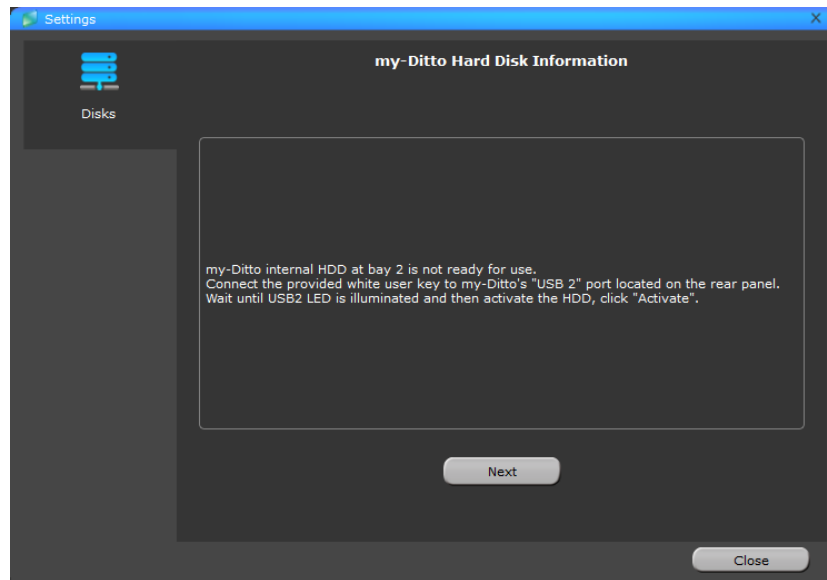 Settings
X
Disks
my-Ditto Hard Disk Information
my-Ditto internal HDD at bay 2 is not ready for use.
Connect the provided white user key to my-Ditto's "USB 2" port located on the rear panel.
Wait until USB2 LED is illuminated and then activate the HDD, click "Activate".
Next
Close